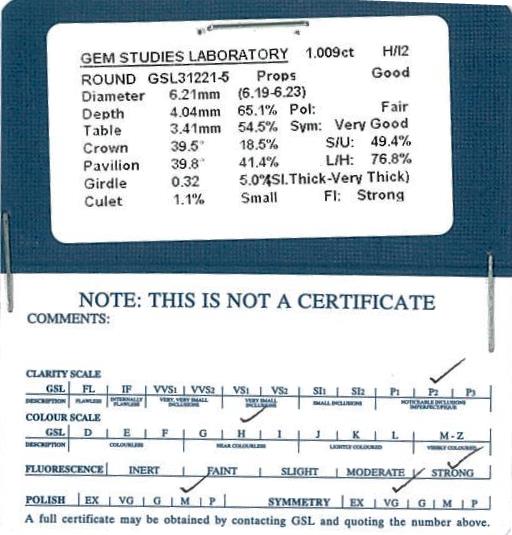 GEM STUDIES LABORATORY 1.009ct H/I2
ROUND GSL31221-5 Props Good
Diameter 6.21mm (6.19-6.23)
Depth 4.04mm 65.1% Pol: Fair
Table 3.41mm 54.5% Sym: Very Good
Crown 39.5° 18.5% S/U: 49.4%
Pavilion 39.8° 41.4% L/H: 76.8%
Girdle 0.32 5.0%(Sl.Thick-Very Thick)
Culet 1.1% Small Fl: Strong
NOTE: THIS IS NOT A CERTIFICATE
COMMENTS:
CLARITY SCALE
GSL FL IF VVS1 VVS2 VS1 VS2 SI1 SI2 P1 P2 P3
DESCRIPTION FLAWLESS INTERNALLY FLAWLESS VERY, VERY SMALL INCLUSIONS VERY SMALL INCLUSIONS SMALL INCLUSIONS NOTICEABLE INCLUSIONS IMPERFECT/PIQUE
COLOUR SCALE
GSL D E F G H I J K L M - Z
DESCRIPTION COLOURLESS NEAR COLOURLESS LIGHTLY COLOURED VISIBLY COLOURED
FLUORESCENCE INERT FAINT SLIGHT MODERATE STRONG
POLISH EX VG G M P SYMMETRY EX VG G M P
A full certificate may be obtained by contacting GSL and quoting the number above.